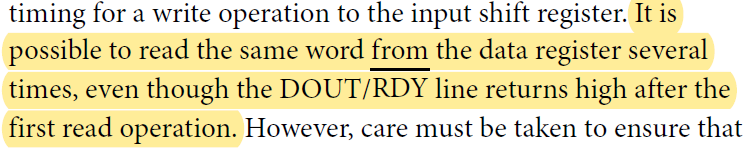 timing for a write operation to the input shift register. It is
possible to read the same word from the data register several
times, even though the DOUT/RDY line returns high after the
first read operation. However, care must be taken to ensure that